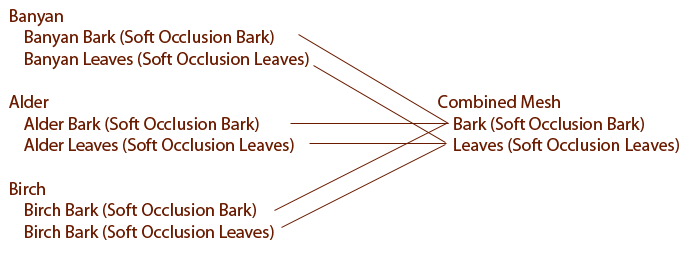 Banyan
Banyan Bark (Soft Occlusion Bark)
Banyan Leaves (Soft Occlusion Leaves)
Alder
Alder Bark (Soft Occlusion Bark)
Alder Leaves (Soft Occlusion Leaves)
Birch
Birch Bark (Soft Occlusion Bark)
Birch Bark (Soft Occlusion Leaves)
Combined Mesh
Bark (Soft Occlusion Bark)
Leaves (Soft Occlusion Leaves)